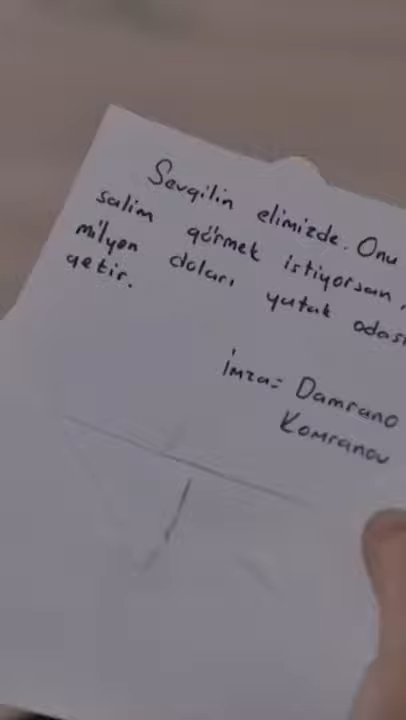 Sevgilin elimizde. Onu
salim görmek istiyorsan,
milyon doları yatak odası
getir.
İmza: Damrano
Komranov